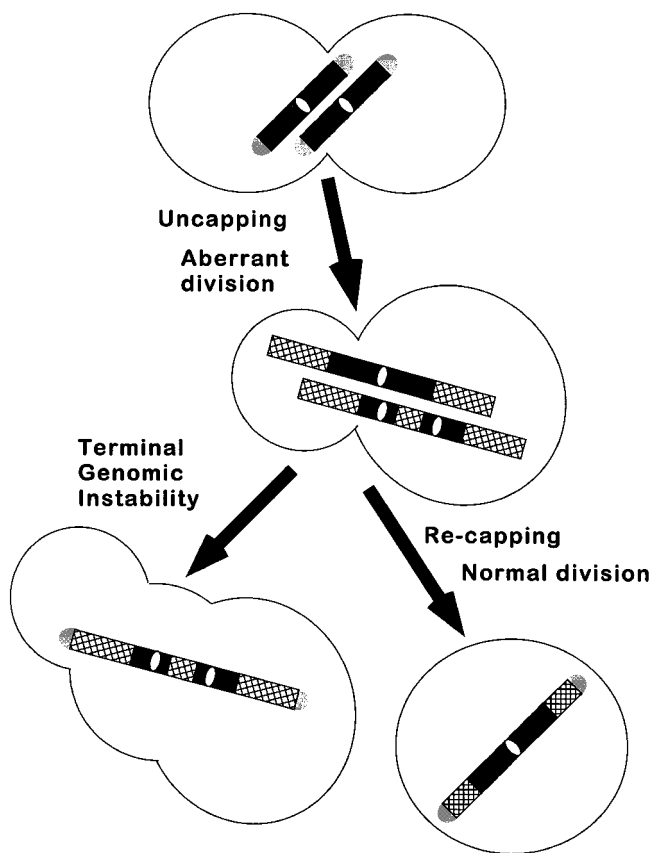 Uncapping
Aberrant
division
Terminal
Genomic
Instability
Re-capping
Normal division